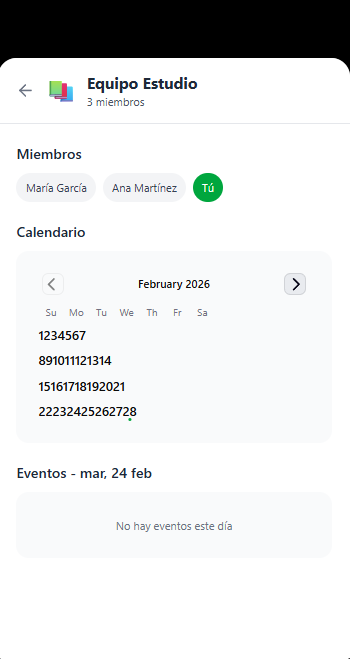 Equipo Estudio
3 miembros
Miembros
María García Ana Martínez Tú
Calendario
February 2026
Su Mo Tu We Th Fr Sa
1234567
891011121314
15161718192021
22232425262728
Eventos - mar, 24 feb
No hay eventos este día